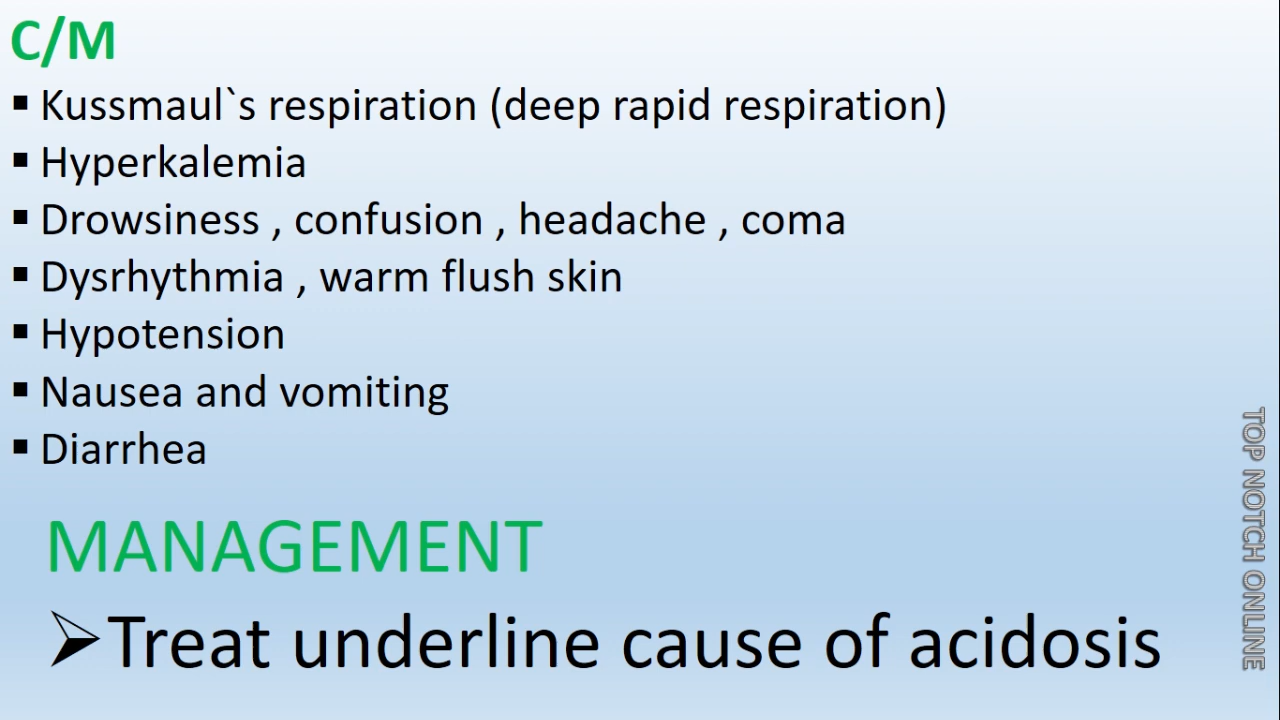 C/M
▪ Kussmaul`s respiration (deep rapid respiration)
▪ Hyperkalemia
▪ Drowsiness , confusion , headache , coma
▪ Dysrhythmia , warm flush skin
▪ Hypotension
▪ Nausea and vomiting
▪ Diarrhea
MANAGEMENT
➢Treat underline cause of acidosis
TOP NOTCH ONLINE